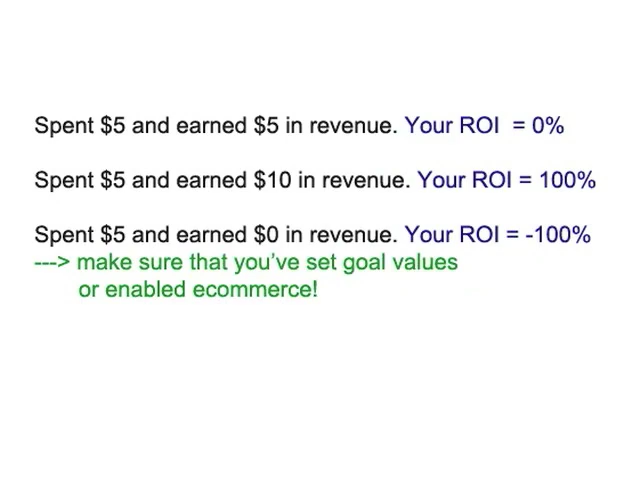 Spent $5 and earned $5 in revenue. Your ROI  = 0%
Spent $5 and earned $10 in revenue. Your ROI = 100%
Spent $5 and earned $0 in revenue. Your ROI = -100%
---> make sure that you’ve set goal values
or enabled ecommerce!